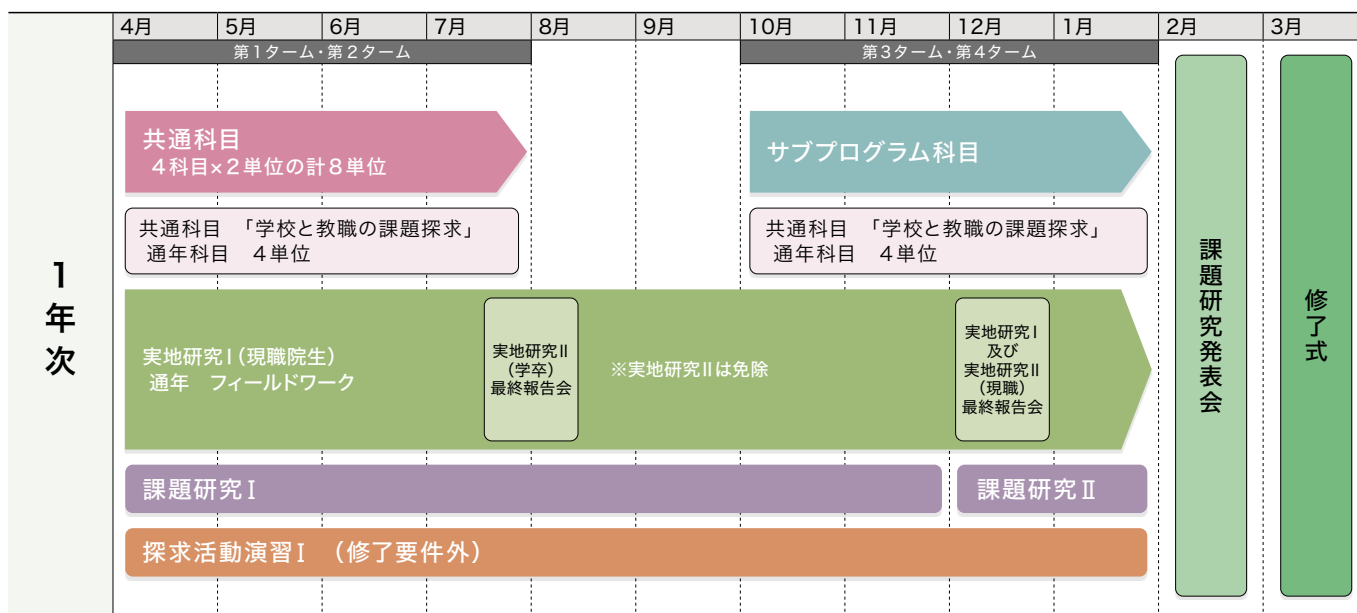 4月
5月
6月
7月
8月
9月
10月
11月
12月
1月
2月
3月
第1ターム・第2ターム
第3ターム・第4ターム
1年次
共通科目
4科目×2単位の計8単位
サブプログラム科目
共通科目 「学校と教職の課題探求」
通年科目 4単位
共通科目 「学校と教職の課題探求」
通年科目 4単位
実地研究Ⅰ(現職院生)
通年 フィールドワーク
実地研究Ⅱ
(学卒)
最終報告会
※実地研究Ⅱは免除
実地研究Ⅰ
及び
実地研究Ⅱ
(現職)
最終報告会
課題研究Ⅰ
課題研究Ⅱ
探求活動演習Ⅰ (修了要件外)
課題研究発表会
修了式